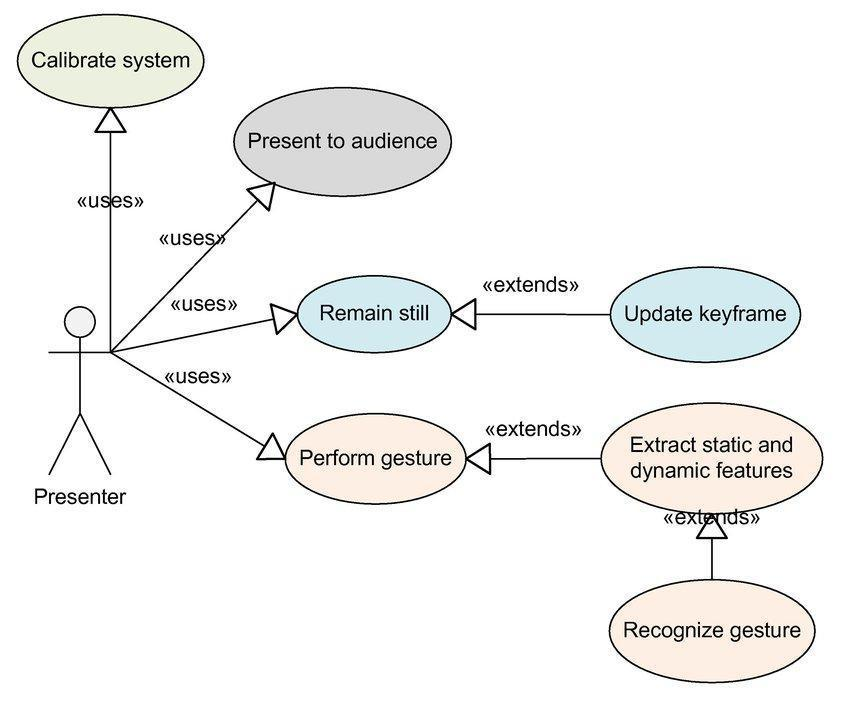 Calibrate system
Present to audience
«uses»
«uses»
«extends»
«uses»
Remain still
Update keyframe
«uses»
«extends»
Perform gesture
Extract static and
dynamic features
Presenter
«extends»
Recognize gesture